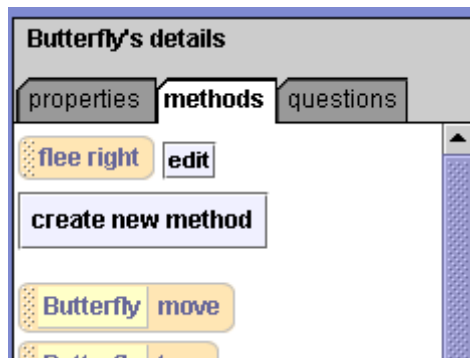 Butterfly's details
properties methods questions
flee right edit
create new method
Butterfly move